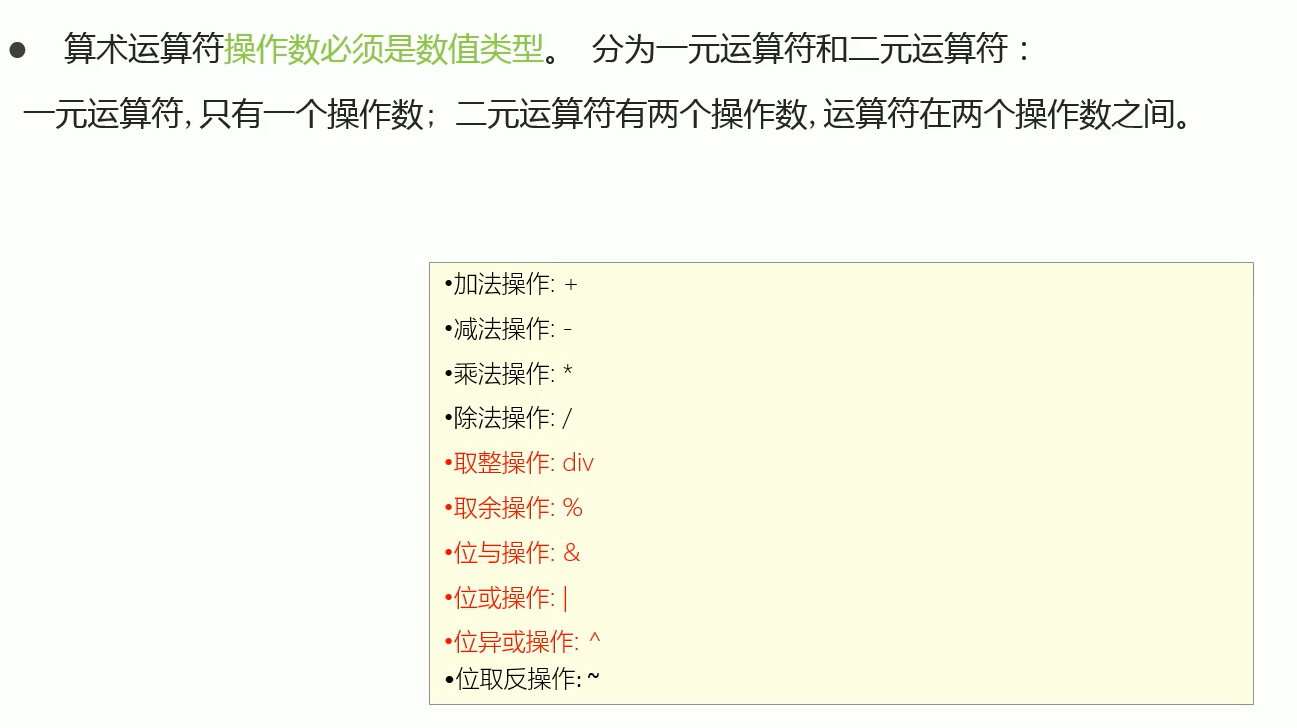 ● 算术运算符操作数必须是数值类型。 分为一元运算符和二元运算符：
一元运算符, 只有一个操作数；二元运算符有两个操作数, 运算符在两个操作数之间。
•加法操作: +
•减法操作: -
•乘法操作: *
•除法操作: /
•取整操作: div
•取余操作: %
•位与操作: &
•位或操作: |
•位异或操作: ^
•位取反操作: ~